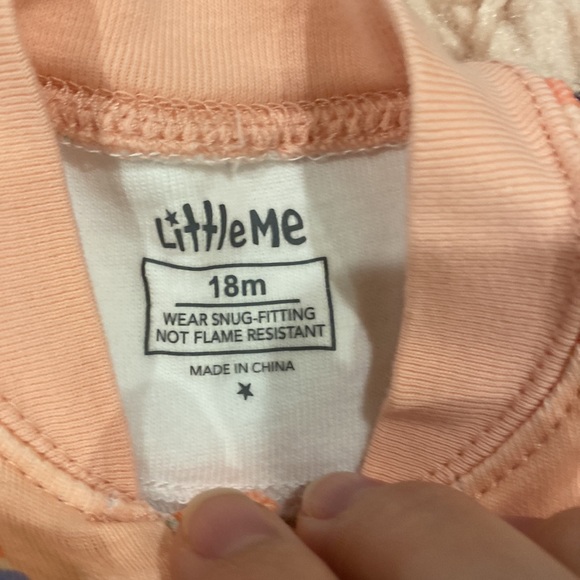 LittleMe
18m
WEAR SNUG-FITTING
NOT FLAME RESISTANT
MADE IN CHINA